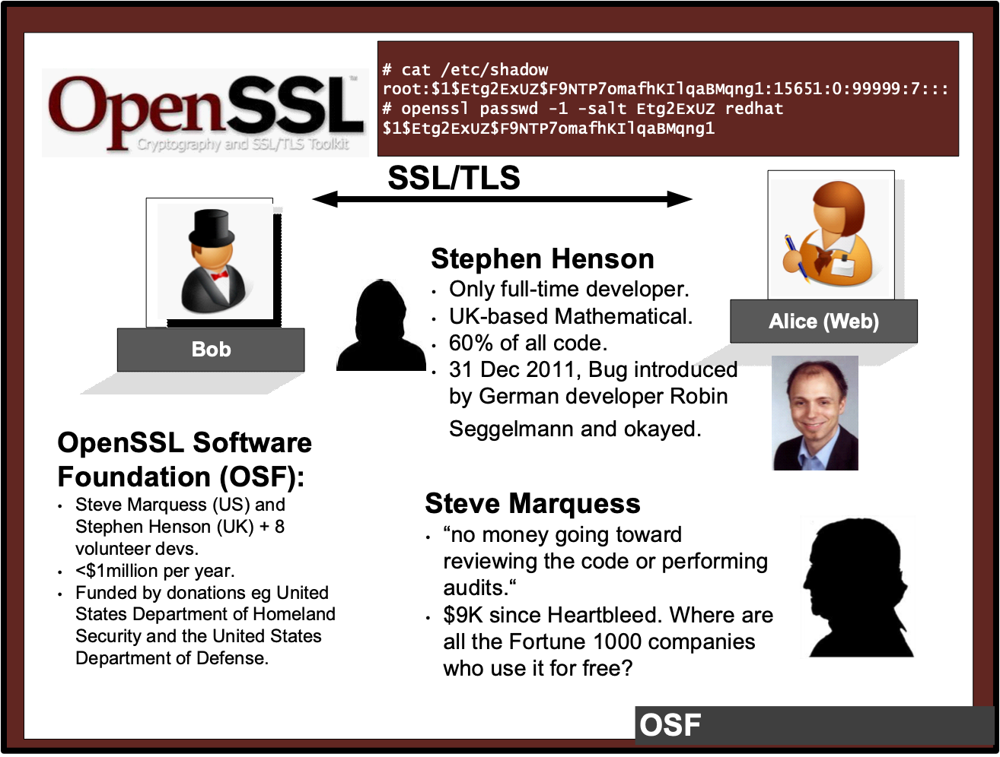 OpenSSL™
Cryptography and SSL/TLS Toolkit
# cat /etc/shadow
root:$1$Etg2ExUZ$F9NTP7omafhKIlqaBMqng1:15651:0:99999:7:::
# openssl passwd -1 -salt Etg2ExUZ redhat
$1$Etg2ExUZ$F9NTP7omafhKIlqaBMqng1
SSL/TLS
Bob
Alice (Web)
Stephen Henson
• Only full-time developer.
• UK-based Mathematical.
• 60% of all code.
• 31 Dec 2011, Bug introduced
by German developer Robin
Seggelmann and okayed.
OpenSSL Software
Foundation (OSF):
• Steve Marquess (US) and
Stephen Henson (UK) + 8
volunteer devs.
• <$1million per year.
• Funded by donations eg United
States Department of Homeland
Security and the United States
Department of Defense.
Steve Marquess
• “no money going toward
reviewing the code or performing
audits.“
• $9K since Heartbleed. Where are
all the Fortune 1000 companies
who use it for free?
OSF